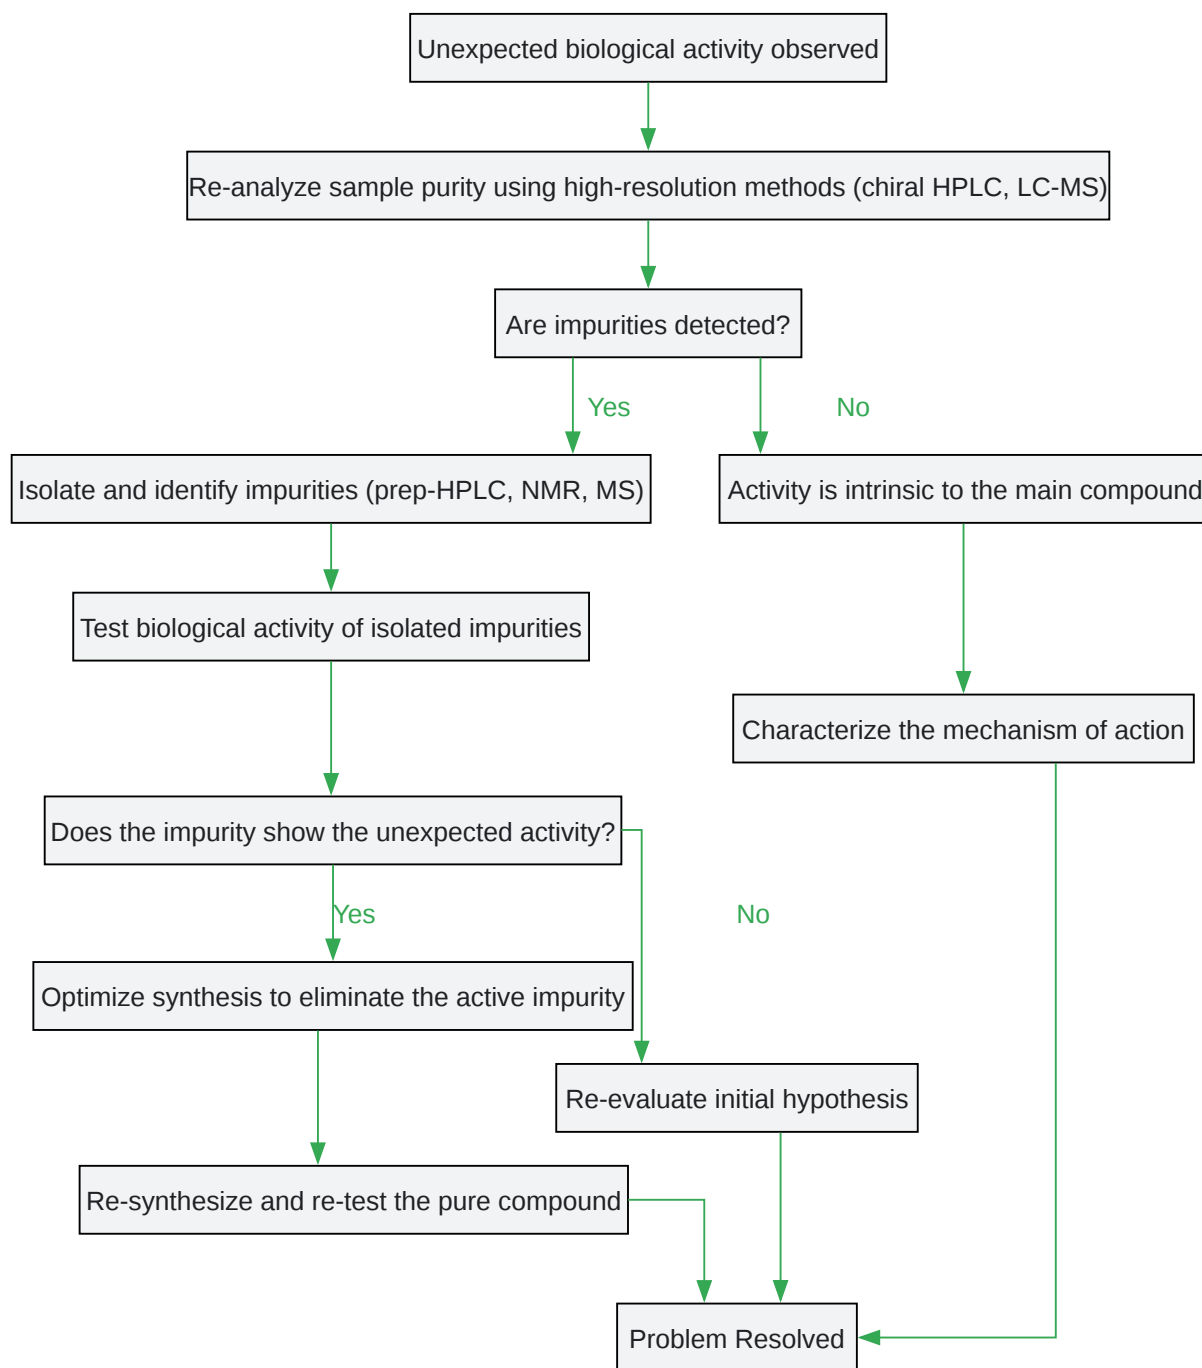 Unexpected biological activity observed
Re-analyze sample purity using high-resolution methods (chiral HPLC, LC-MS)
Are impurities detected?
Yes
No
Isolate and identify impurities (prep-HPLC, NMR, MS)
Activity is intrinsic to the main compound
Test biological activity of isolated impurities
Characterize the mechanism of action
Does the impurity show the unexpected activity?
Yes
No
Optimize synthesis to eliminate the active impurity
Re-evaluate initial hypothesis
Re-synthesize and re-test the pure compound
Problem Resolved